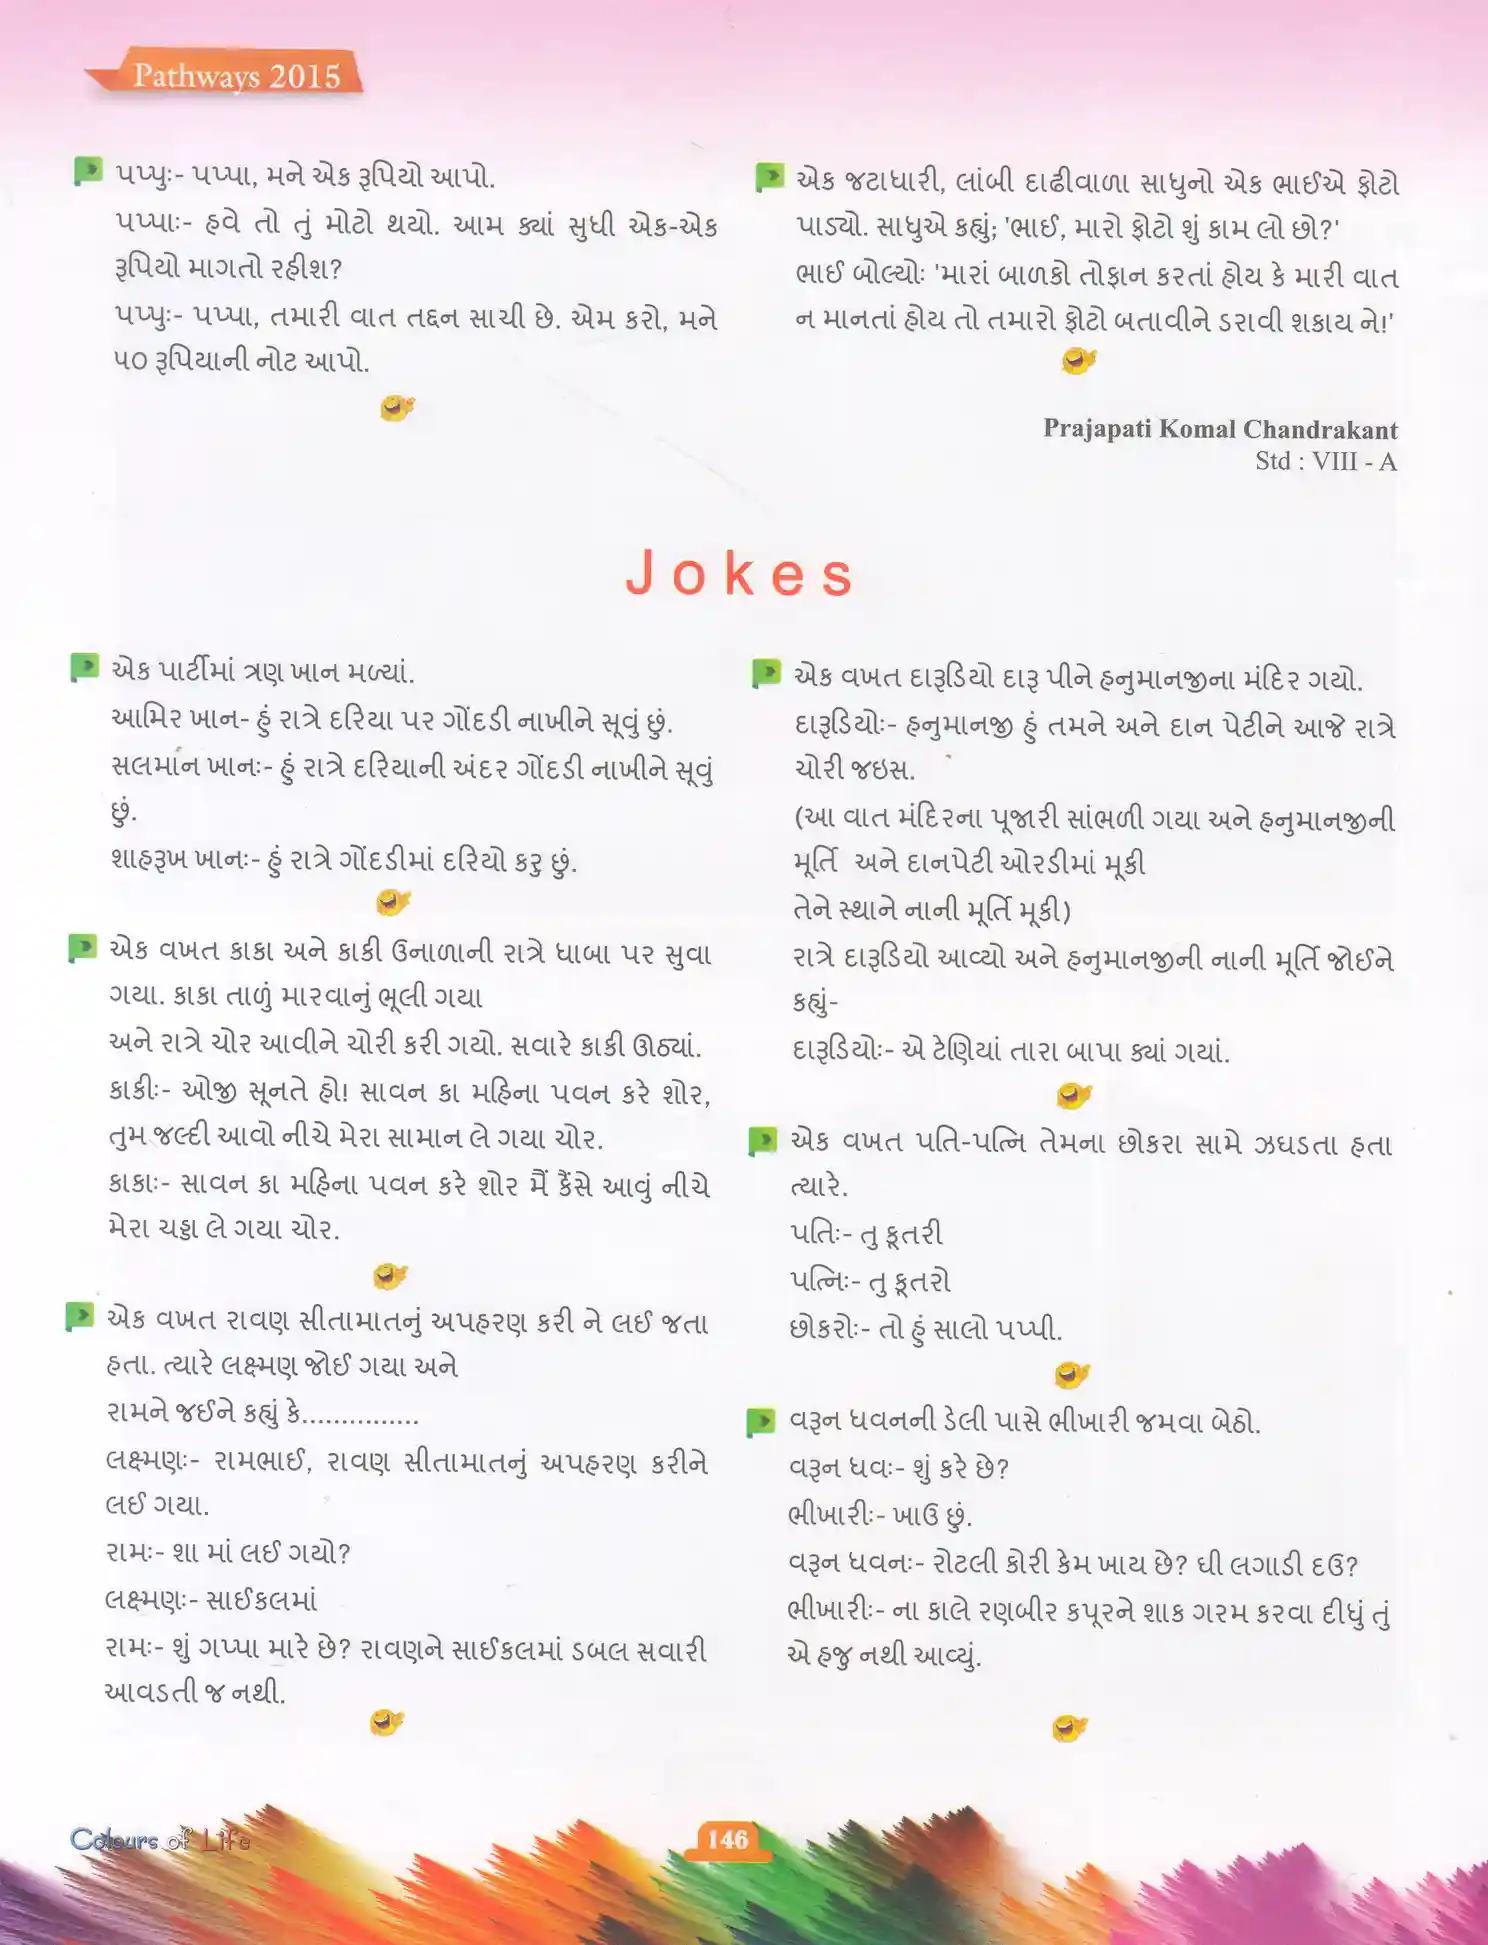 Pathways 2015
પપ્પુઃ- પપ્પા, મને એક રૂપિયો આપો.
પપ્પાઃ- હવે તો તું મોટો થયો. આમ ક્યાં સુધી એક-એક
રૂપિયો માગતો રહીશ?
પપ્પુઃ- પપ્પા, તમારી વાત તદ્દન સાચી છે. એમ કરો, મને
૫૦ રૂપિયાની નોટ આપો.
એક જટાધારી, લાંબી દાઢીવાળા સાધુનો એક ભાઈએ ફોટો
પાડ્યો. સાધુએ કહ્યું; 'ભાઈ, મારો ફોટો શું કામ લો છો?'
ભાઈ બોલ્યોઃ 'મારાં બાળકો તોફાન કરતાં હોય કે મારી વાત
ન માનતાં હોય તો તમારો ફોટો બતાવીને ડરાવી શકાય ને!'
Prajapati Komal Chandrakant
Std : VIII - A
Jokes
એક પાર્ટીમાં ત્રણ ખાન મળ્યાં.
આમિર ખાન- હું રાત્રે દરિયા પર ગોંદડી નાખીને સૂવું છું.
સલમાન ખાનઃ- હું રાત્રે દરિયાની અંદર ગોંદડી નાખીને સૂવું
છું.
શાહરૂખ ખાનઃ- હું રાત્રે ગોંદડીમાં દરિયો કરુ છું.
એક વખત કાકા અને કાકી ઉનાળાની રાત્રે ધાબા પર સુવા
ગયા. કાકા તાળું મારવાનું ભૂલી ગયા
અને રાત્રે ચોર આવીને ચોરી કરી ગયો. સવારે કાકી ઊઠ્યાં.
કાકીઃ- ઓજી સૂનતે હો! સાવન કા મહિના પવન કરે શોર,
તુમ જલ્દી આવો નીચે મેરા સામાન લે ગયા ચોર.
કાકાઃ- સાવન કા મહિના પવન કરે શોર મૈં કૈંસે આવું નીચે
મેરા ચડ્ડા લે ગયા ચોર.
એક વખત રાવણ સીતામાતનું અપહરણ કરી ને લઈ જતા
હતા. ત્યારે લક્ષ્મણ જોઈ ગયા અને
રામને જઈને કહ્યું કે...............
લક્ષ્મણઃ- રામભાઈ, રાવણ સીતામાતનું અપહરણ કરીને
લઈ ગયા.
રામઃ- શા માં લઈ ગયો?
લક્ષ્મણઃ- સાઈકલમાં
રામઃ- શું ગપ્પા મારે છે? રાવણને સાઈકલમાં ડબલ સવારી
આવડતી જ નથી.
એક વખત દારૂડિયો દારૂ પીને હનુમાનજીના મંદિર ગયો.
દારૂડિયોઃ- હનુમાનજી હું તમને અને દાન પેટીને આજે રાત્રે
ચોરી જઇસ.
(આ વાત મંદિરના પૂજારી સાંભળી ગયા અને હનુમાનજીની
મૂર્તિ અને દાનપેટી ઓરડીમાં મૂકી
તેને સ્થાને નાની મૂર્તિ મૂકી)
રાત્રે દારૂડિયો આવ્યો અને હનુમાનજીની નાની મૂર્તિ જોઈને
કહ્યું-
દારૂડિયોઃ- એ ટેણિયાં તારા બાપા ક્યાં ગયાં.
એક વખત પતિ-પત્નિ તેમના છોકરા સામે ઝઘડતા હતા
ત્યારે.
પતિઃ- તુ કૂતરી
પત્નિઃ- તુ કૂતરો
છોકરોઃ- તો હું સાલો પપ્પી.
વરૂન ધવનની ડેલી પાસે ભીખારી જમવા બેઠો.
વરૂન ધવઃ- શું કરે છે?
ભીખારીઃ- ખાઉ છું.
વરૂન ધવનઃ- રોટલી કોરી કેમ ખાય છે? ઘી લગાડી દઉ?
ભીખારીઃ- ના કાલે રણબીર કપૂરને શાક ગરમ કરવા દીધું તું
એ હજુ નથી આવ્યું.
Colours of Life
146